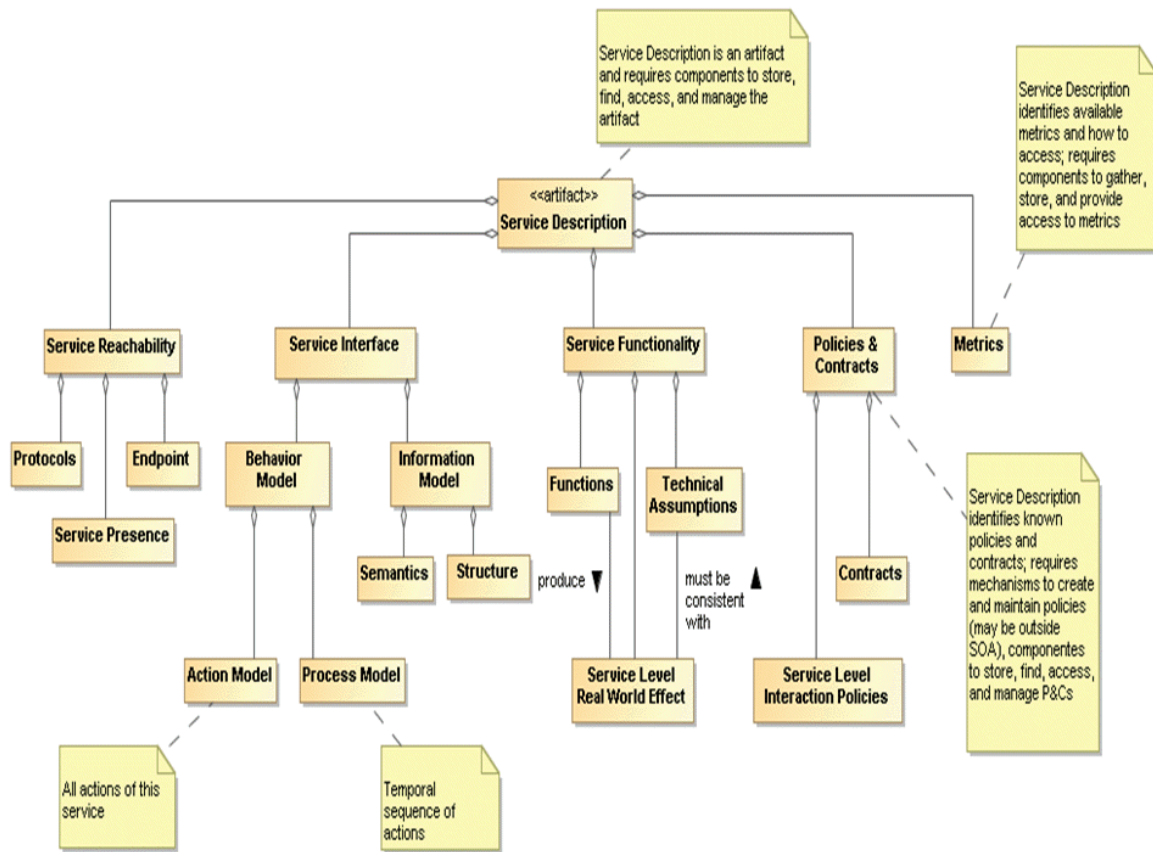 Service Description is an artifact
and requires components to store,
find, access, and manage the
artifact
Service Description
identifies available
metrics and how to
access; requires
components to gather,
store, and provide
access to metrics
<<artifact>>
Service Description
Service Reachability
Service Interface
Service Functionality
Policies &
Contracts
Metrics
Protocols
Endpoint
Service Presence
Behavior
Model
Information
Model
Semantics
Structure
Functions
Technical
Assumptions
produce
must be
consistent
with
Contracts
Service Description
identifies known
policies and
contracts; requires
mechanisms to create
and maintain policies
(may be outside
SOA), componentes
to store, find, access,
and manage P&Cs
Action Model
Process Model
Service Level
Real World Effect
Service Level
Interaction Policies
All actions of this
service
Temporal
sequence of
actions